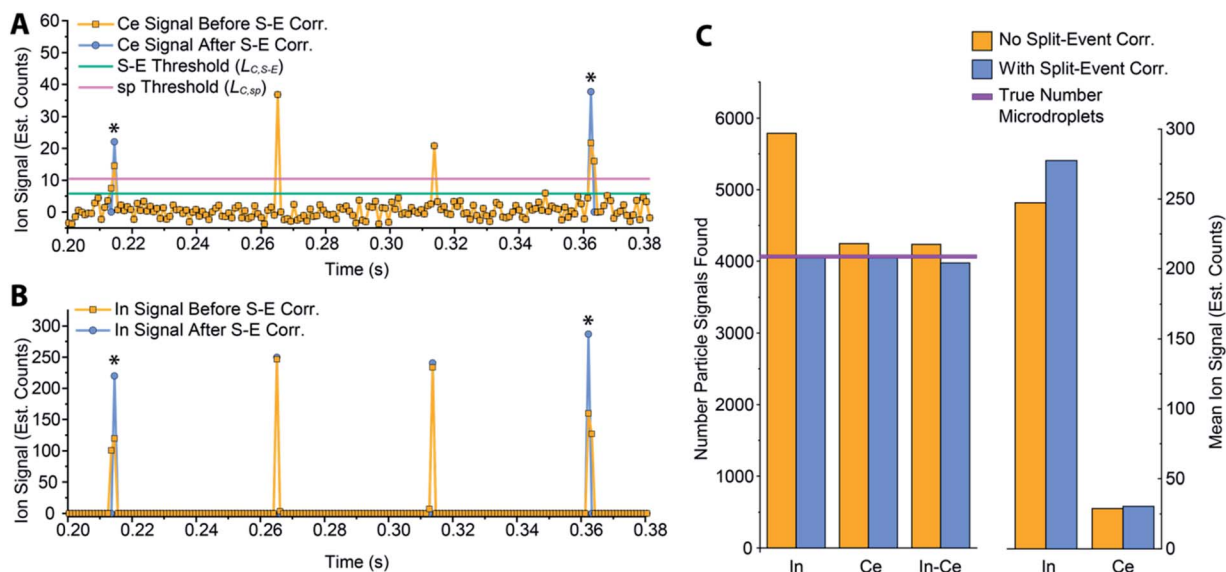 A
60
50
40
30
20
10
0
Ion Signal (Est. Counts)
Ce Signal Before S-E Corr.
Ce Signal After S-E Corr.
S-E Threshold (LC,S-E)
sp Threshold (LC,sp)
*
*
0.20 0.22 0.24 0.26 0.28 0.30 0.32 0.34 0.36 0.38
Time (s)
B
300
250
200
150
100
50
0
Ion Signal (Est. Counts)
In Signal Before S-E Corr.
In Signal After S-E Corr.
*
*
0.20 0.22 0.24 0.26 0.28 0.30 0.32 0.34 0.36 0.38
Time (s)
C
No Split-Event Corr.
With Split-Event Corr.
True Number
Microdroplets
Number Particle Signals Found
6000
5000
4000
3000
2000
1000
0
In Ce In-Ce
In Ce
300
250
200
150
100
50
0
Mean Ion Signal (Est. Counts)